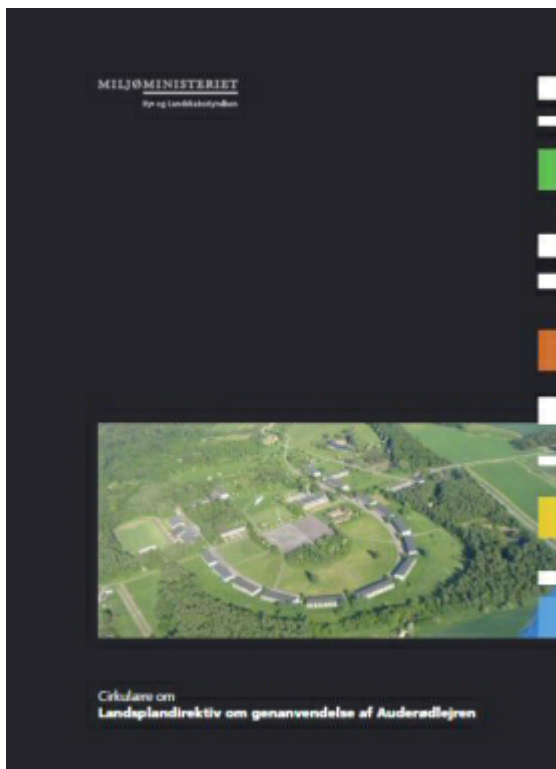 MILJØMINISTERIET
By- og Landskabsstyrelsen
Cirkulære om
Landsplandirektiv om genanvendelse af Auderødlejren